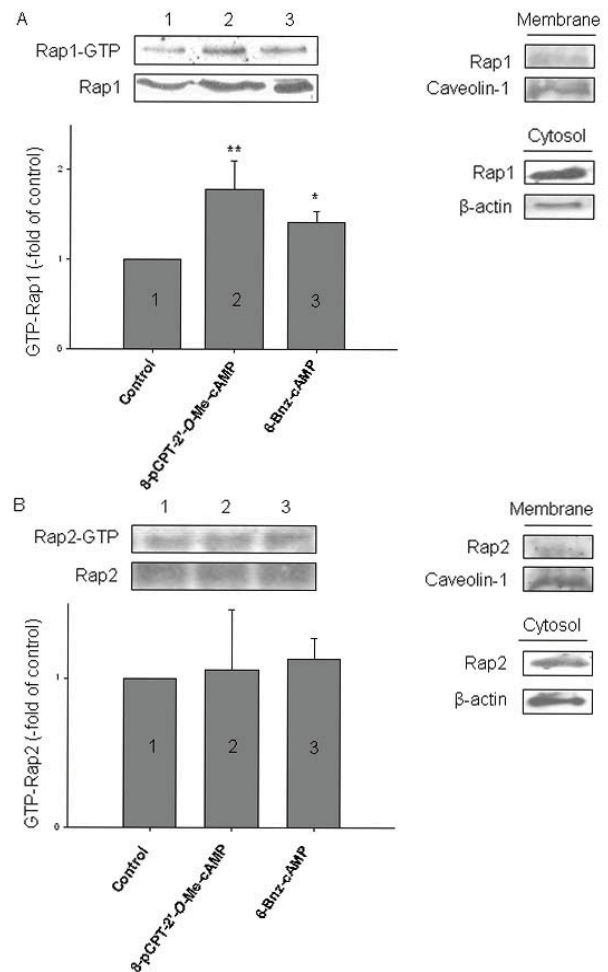 A
1 2 3
Rap1-GTP
Rap1
GTP-Rap1 (-fold of control)
2
1
0
**
*
1 2 3
Control
8-pCPT-2'-O-Me-cAMP
6-Bnz-cAMP
Membrane
Rap1
Caveolin-1
Cytosol
Rap1
β-actin
B
1 2 3
Rap2-GTP
Rap2
GTP-Rap2 (-fold of control)
1
0
1 2 3
Control
8-pCPT-2'-O-Me-cAMP
6-Bnz-cAMP
Membrane
Rap2
Caveolin-1
Cytosol
Rap2
β-actin